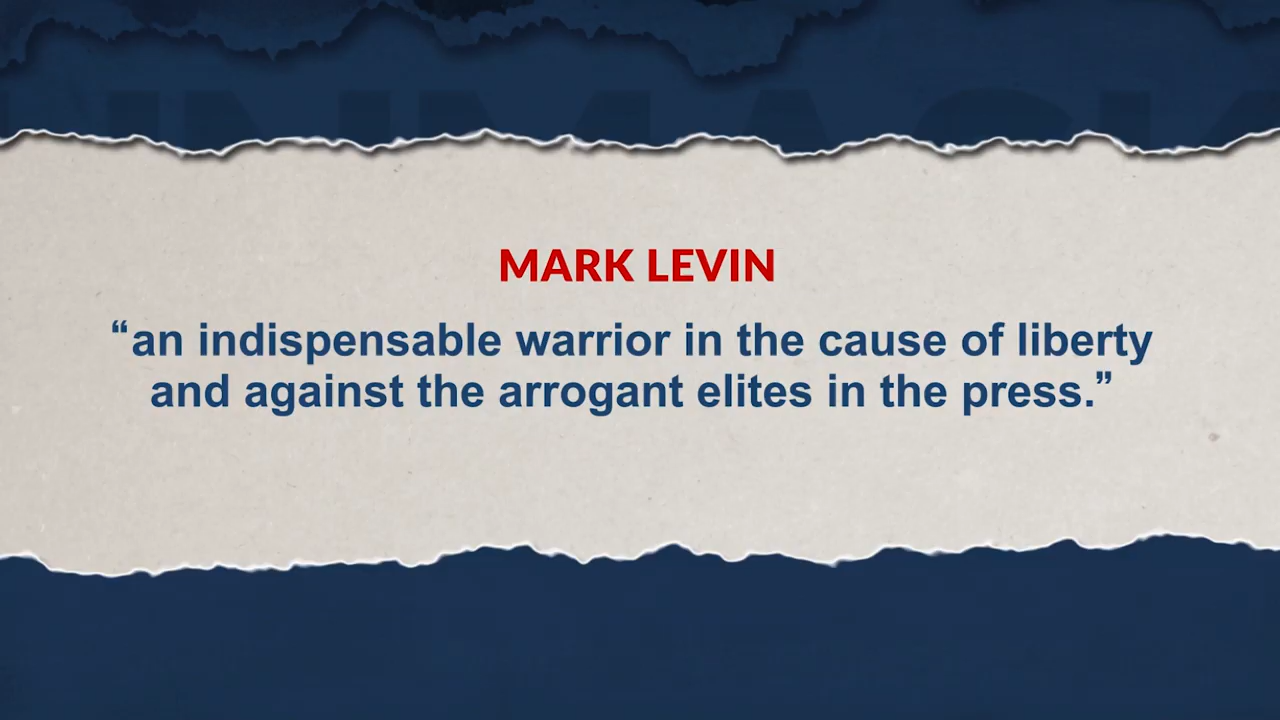 MARK LEVIN
“an indispensable warrior in the cause of liberty
and against the arrogant elites in the press.”